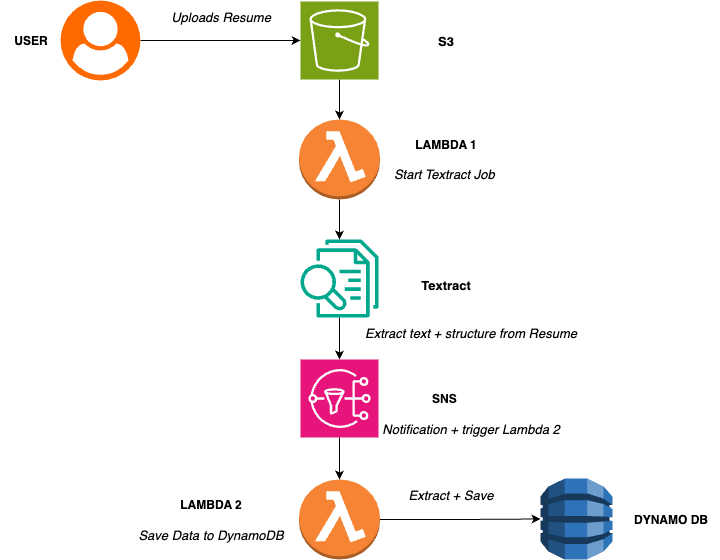 Uploads Resume
USER
S3
LAMBDA 1
Start Textract Job
Textract
Extract text + structure from Resume
SNS
Notification + trigger Lambda 2
LAMBDA 2
Extract + Save
Save Data to DynamoDB
DYNAMO DB